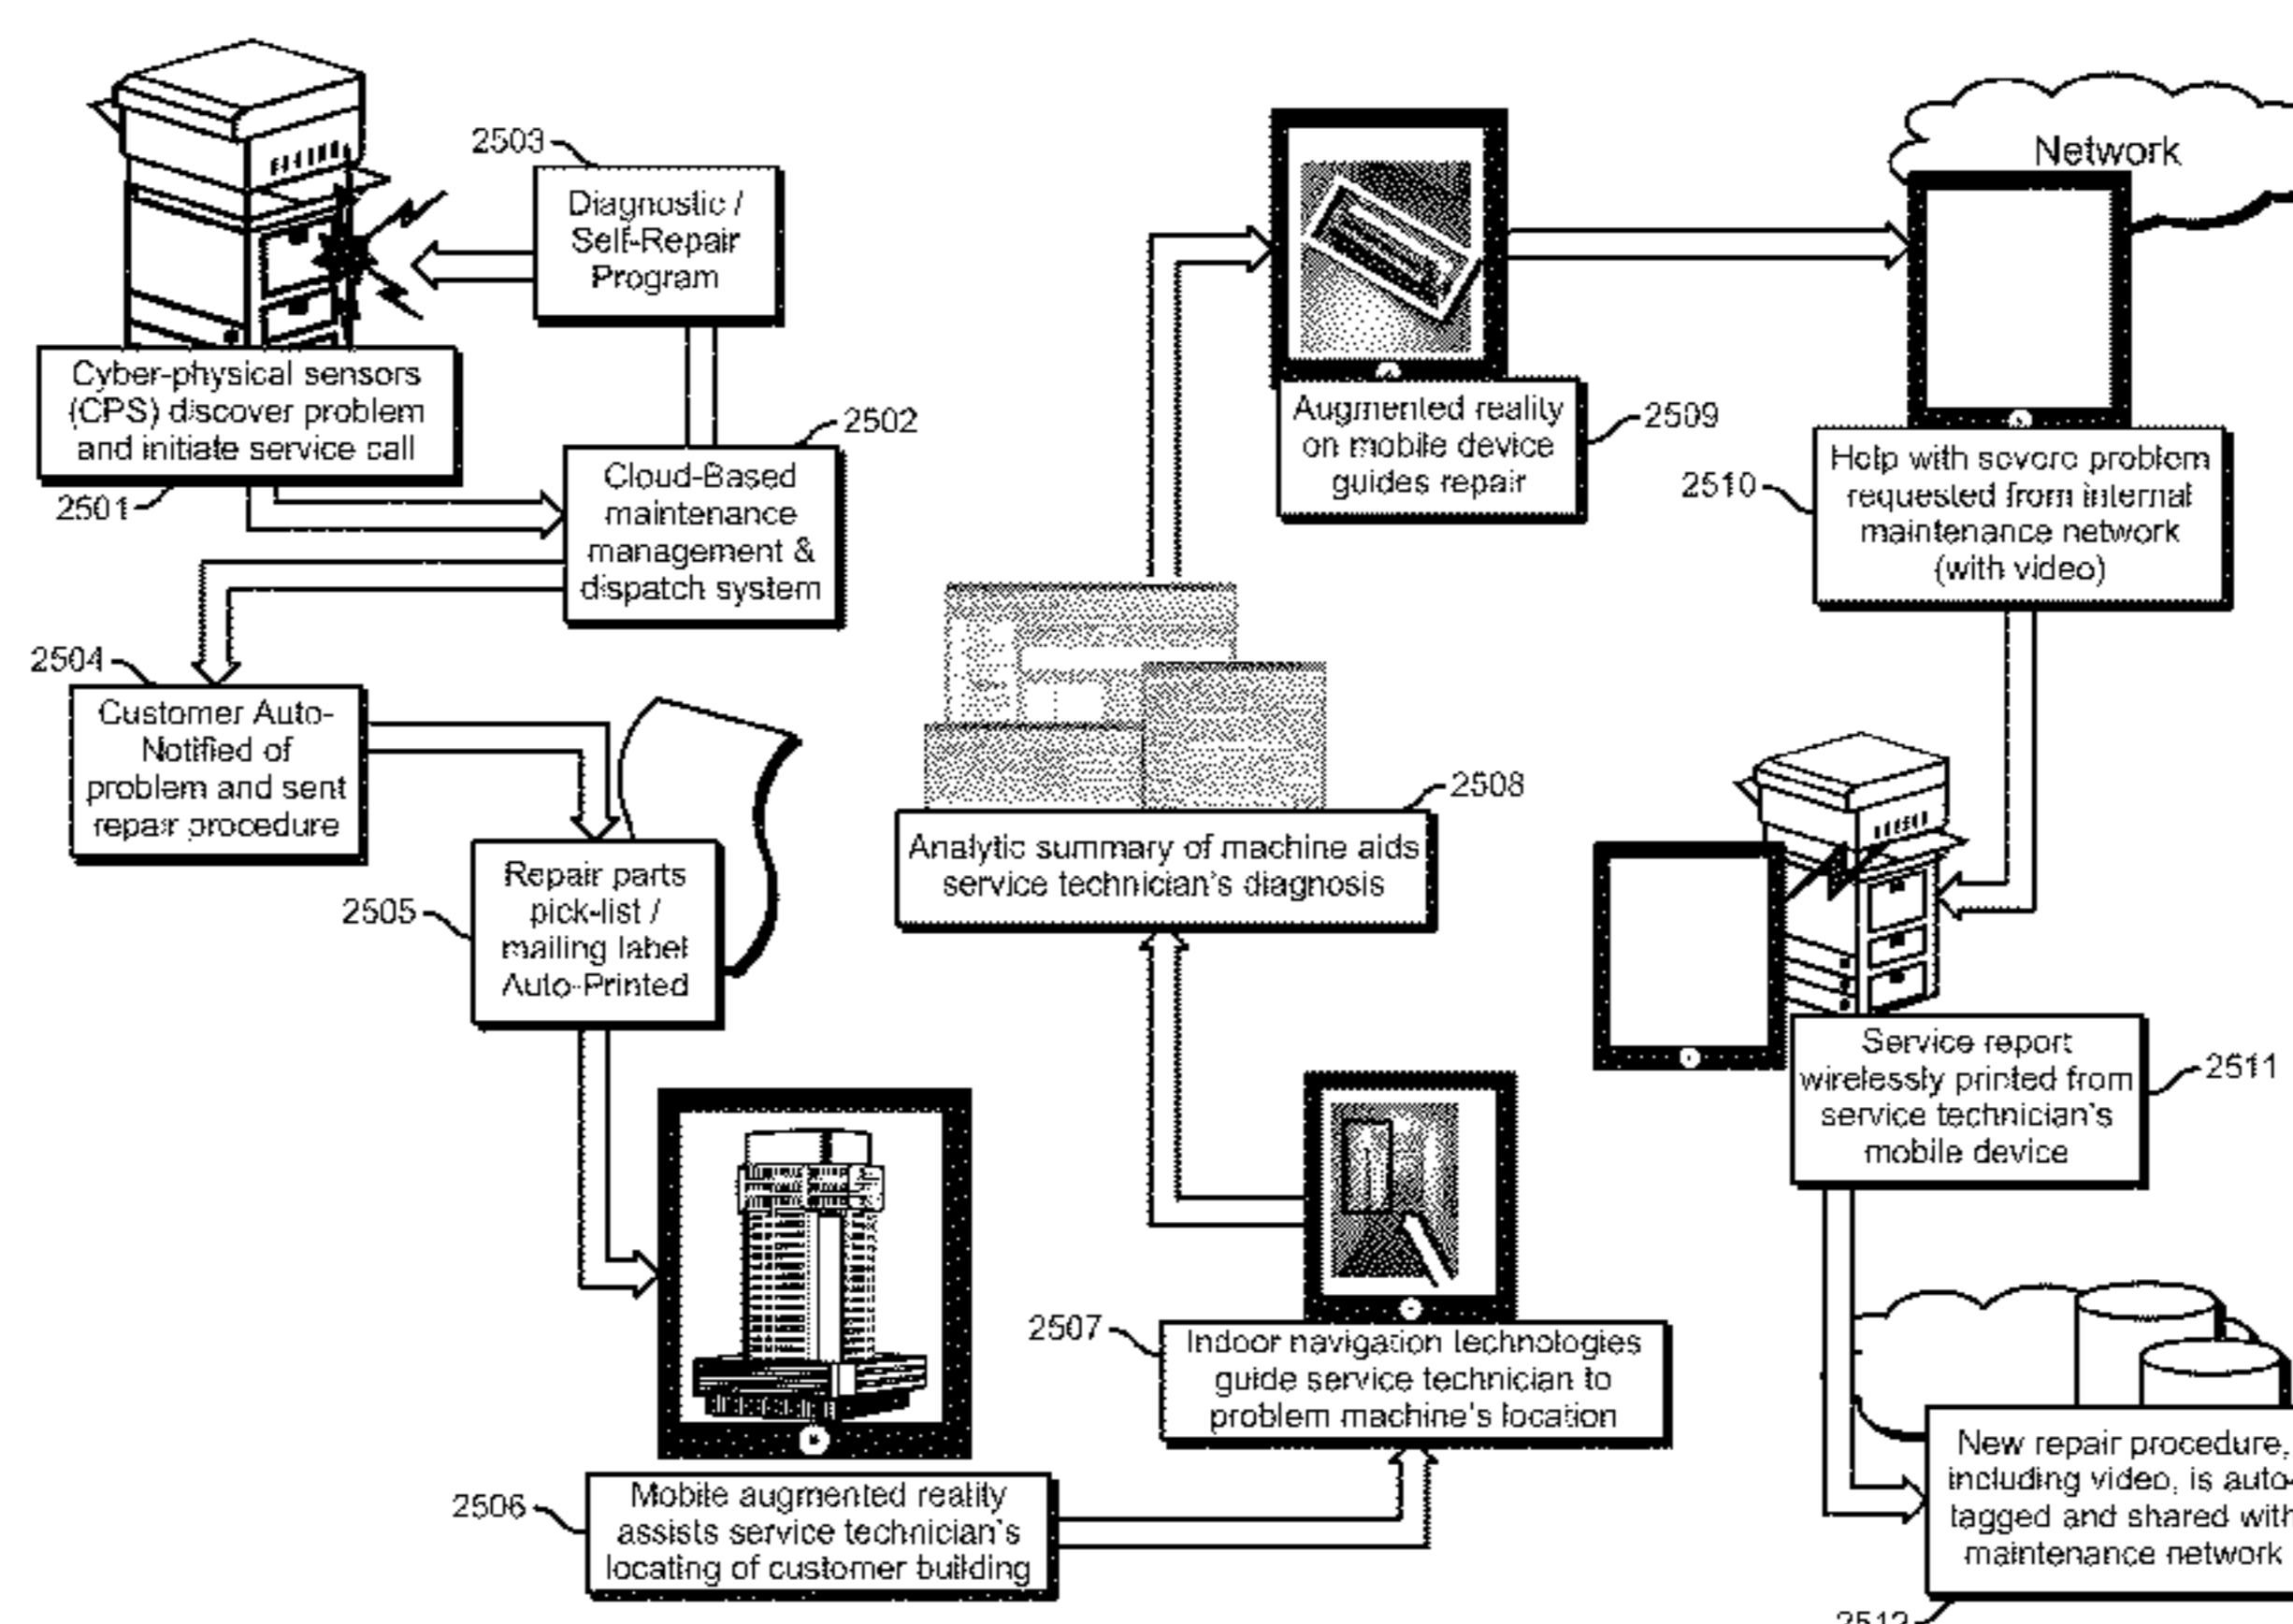 2503
Diagnostic /
Self-Repair
Program
Cyber-physical sensors
(CPS) discover problem
and initiate service call
2501
2502
Cloud-Based
maintenance
management &
dispatch system
2504
Customer Auto-
Notified of
problem and sent
repair procedure
2505
Repair parts
pick-list /
mailing label
Auto-Printed
2506
Mobile augmented reality
assists service technician's
locating of customer building
2507
Indoor navigation technologies
guide service technician to
problem machine's location
2508
Analytic summary of machine aids
service technician's diagnosis
2509
Augmented reality
on mobile device
guides repair
Network
2510
Help with severe problem
requested from internal
maintenance network
(with video)
2511
Service report
wirelessly printed from
service technician's
mobile device
New repair procedure,
including video, is auto-
tagged and shared with
maintenance network
2512